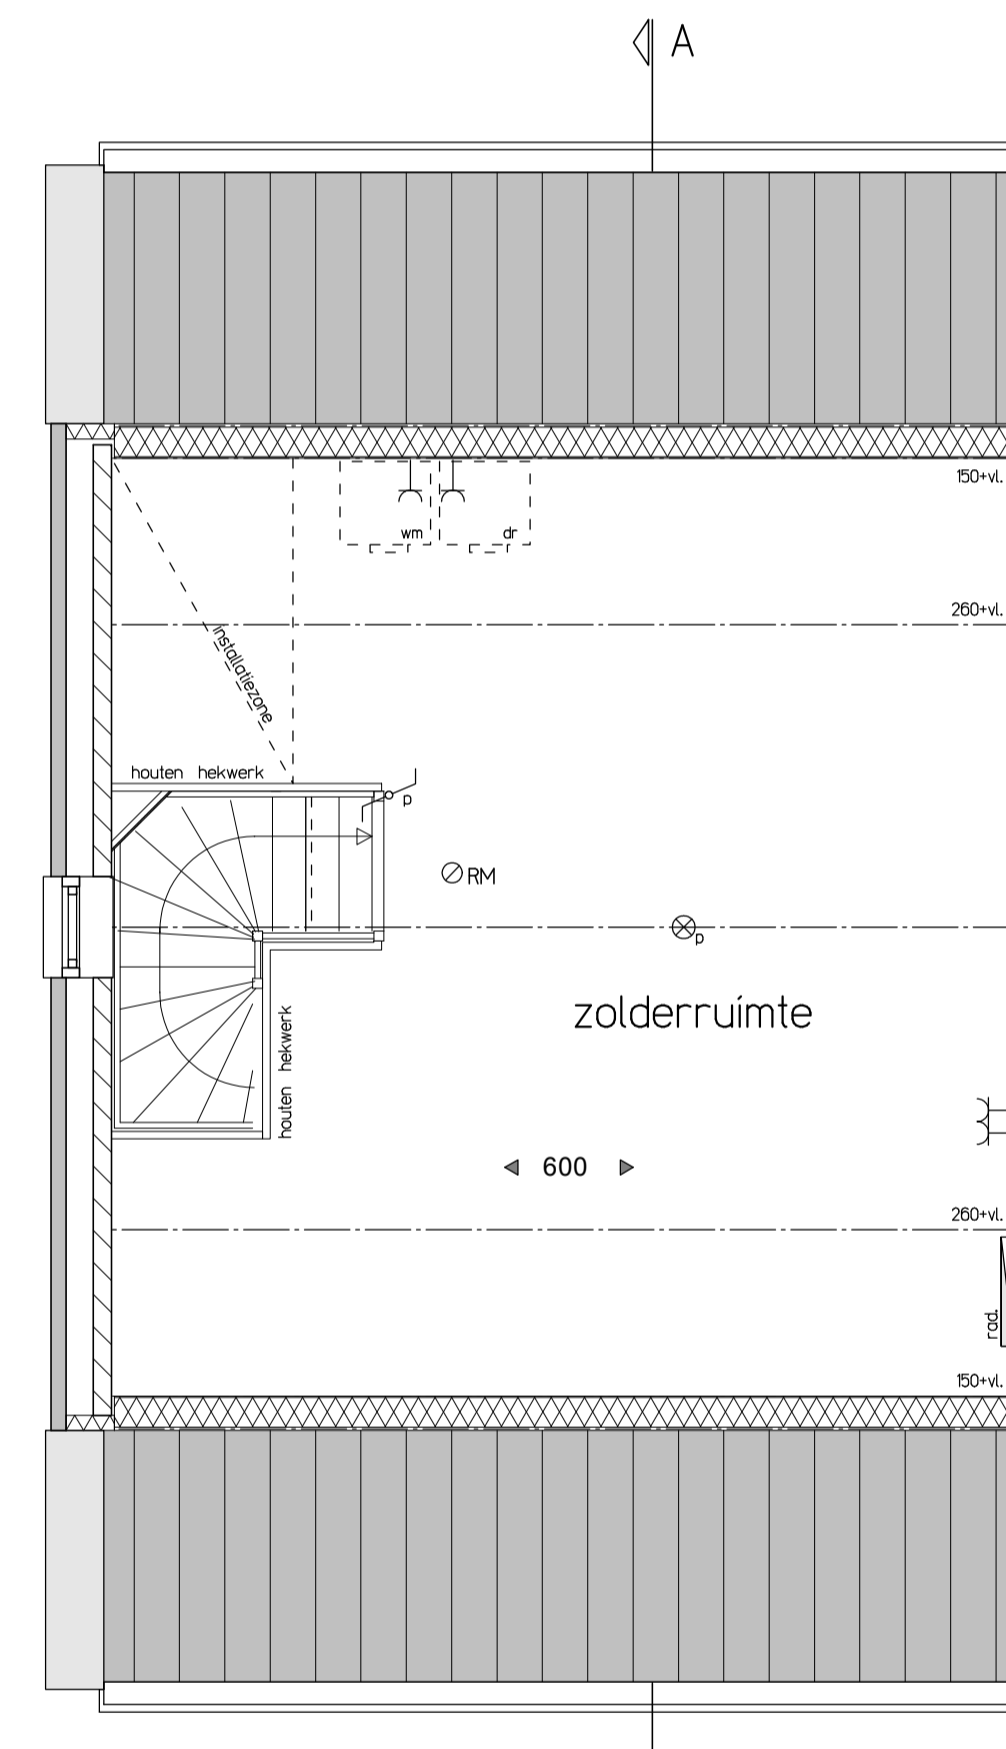 A
150+vl.
wm
dr
260+vl.
installatiezone
houten hekwerk
p
RM
p
zolderruimte
houten hekwerk
600
260+vl.
rad.
150+vl.